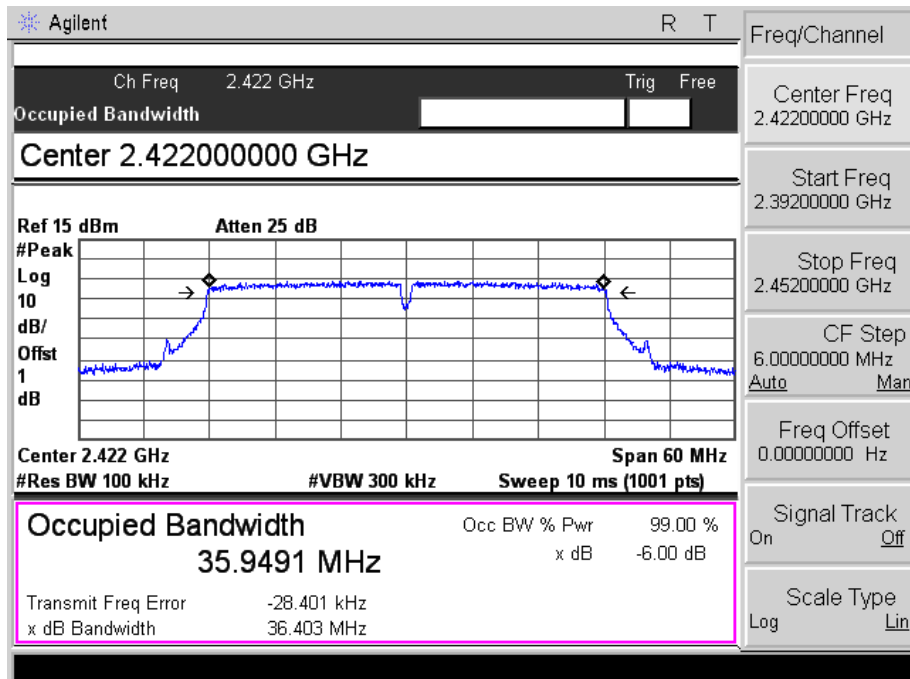 Agilent R T
Ch Freq 2.422 GHz Trig Free
Occupied Bandwidth
Center 2.422000000 GHz
Ref 15 dBm Atten 25 dB
#Peak
Log
10
dB/
Offst
1
dB
Center 2.422 GHz Span 60 MHz
#Res BW 100 kHz #VBW 300 kHz Sweep 10 ms (1001 pts)
Occupied Bandwidth
35.9491 MHz
Occ BW % Pwr 99.00 %
x dB -6.00 dB
Transmit Freq Error -28.401 kHz
x dB Bandwidth 36.403 MHz
Freq/Channel
Center Freq
2.42200000 GHz
Start Freq
2.39200000 GHz
Stop Freq
2.45200000 GHz
CF Step
6.00000000 MHz
Auto Man
Freq Offset
0.00000000 Hz
Signal Track
On Off
Scale Type
Log Lin